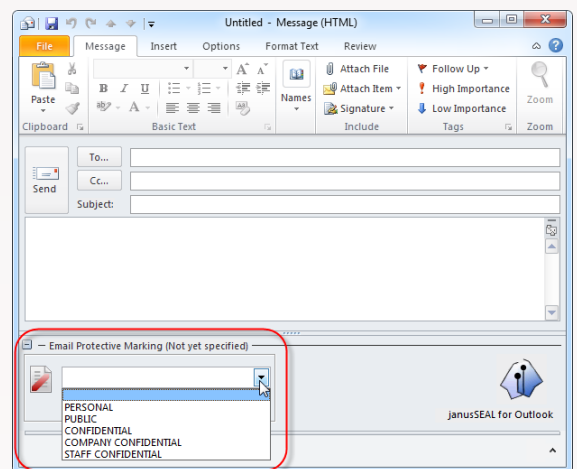 Untitled - Message (HTML)
File Message Insert Options Format Text Review
Paste
Clipboard
B I U
Basic Text
Names
Attach File
Attach Item
Signature
Include
Follow Up
High Importance
Low Importance
Tags
Zoom
Zoom
Send
To...
Cc...
Subject:
Email Protective Marking (Not yet specified)
PERSONAL
PUBLIC
CONFIDENTIAL
COMPANY CONFIDENTIAL
STAFF CONFIDENTIAL
janusSEAL for Outlook